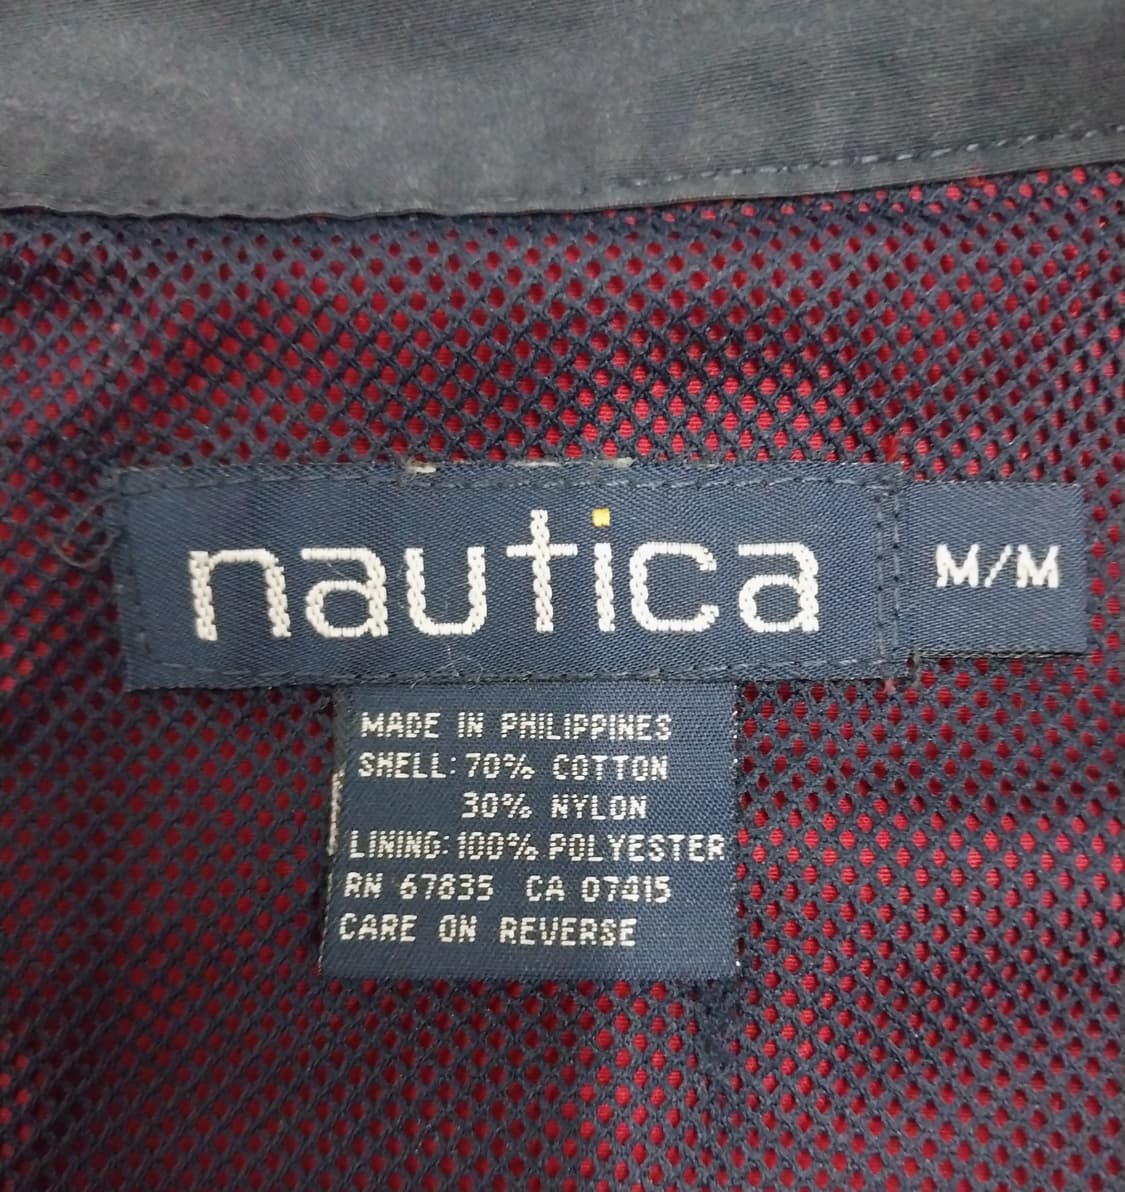 nautica
M/M
MADE IN PHILIPPINES
SHELL: 70% COTTON
30% NYLON
LINING: 100% POLYESTER
RN 67835 CA 07415
CARE ON REVERSE